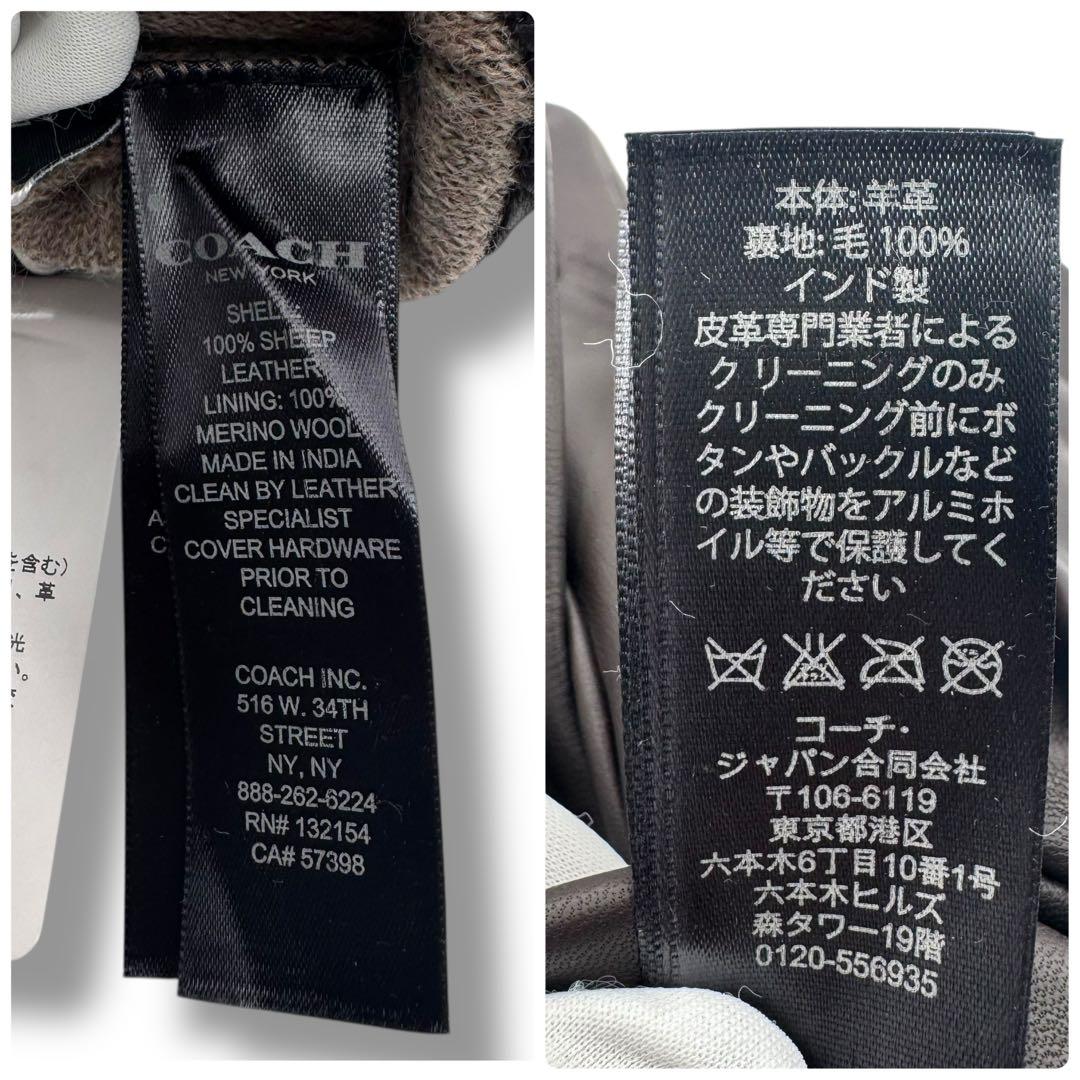 COACH
NEW YORK
SHELL:
100% SHEEP
LEATHER
LINING: 100%
MERINO WOOL
MADE IN INDIA
CLEAN BY LEATHER
SPECIALIST
COVER HARDWARE
PRIOR TO
CLEANING
COACH INC.
516 W. 34TH
STREET
NY, NY
888-262-6224
RN# 132154
CA# 57398
A
C
を含む)
、革
光
い。
本体: 羊革
裏地: 毛 100%
インド製
皮革専門業者による
クリーニングのみ
クリーニング前にボ
タンやバックルなど
の装飾物をアルミホ
イル等で保護してく
ださい
コーチ・
ジャパン合同会社
〒106-6119
東京都港区
六本木6丁目10番1号
六本木ヒルズ
森タワー19階
0120-556935